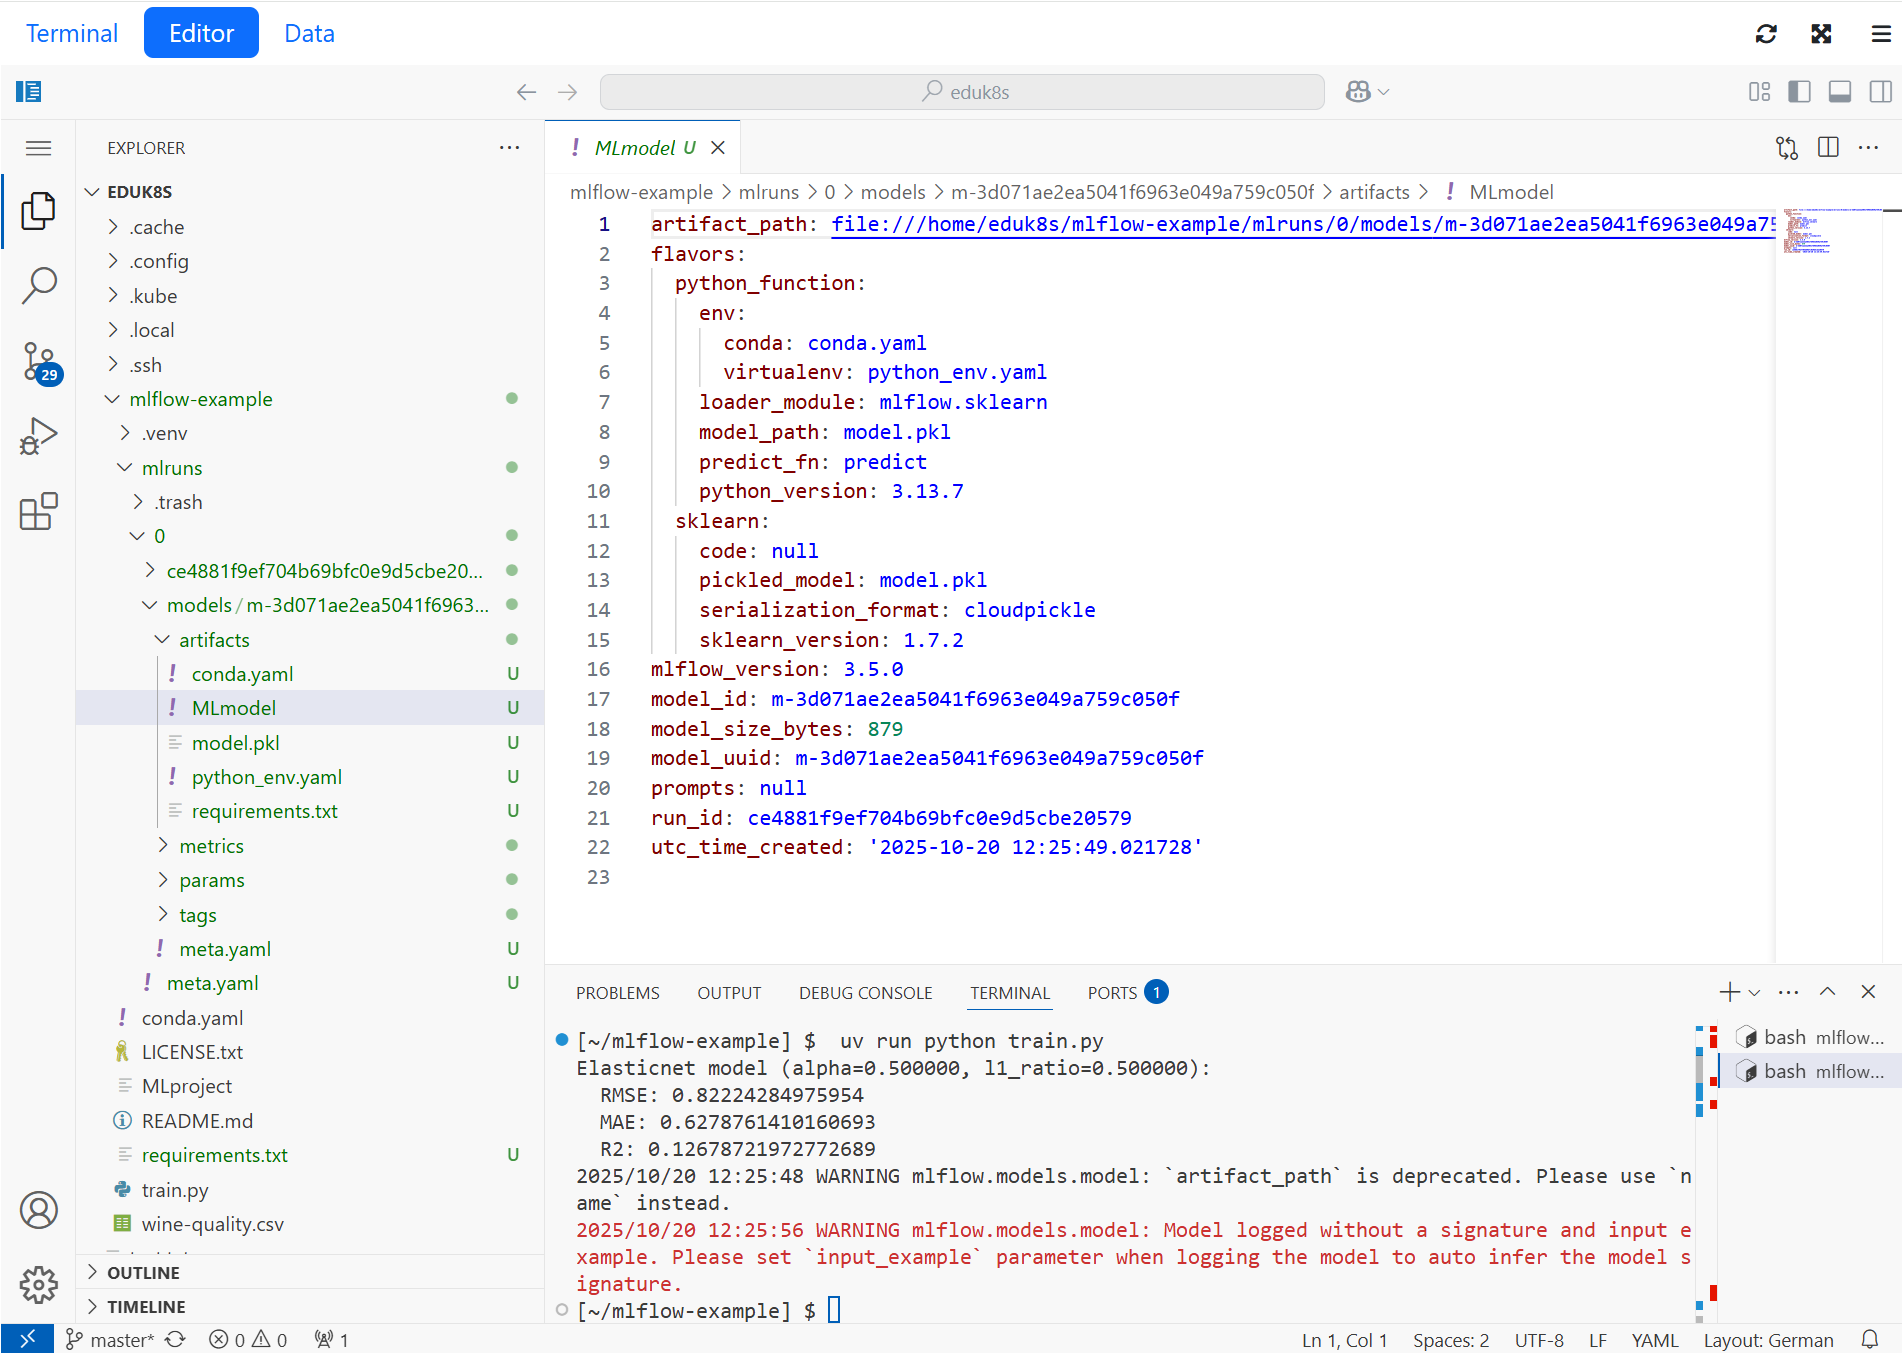 Terminal Editor Data
eduk8s
EXPLORER
EDUK8S
.cache
.config
.kube
.local
.ssh
mlflow-example
.venv
mlruns
.trash
0
ce4881f9ef704b69bfc0e9d5cbe20...
models/m-3d071ae2ea5041f6963...
artifacts
conda.yaml U
MLmodel U
model.pkl U
python_env.yaml U
requirements.txt U
metrics
params
tags
meta.yaml U
meta.yaml U
conda.yaml
LICENSE.txt
MLproject
README.md
requirements.txt U
train.py
wine-quality.csv
OUTLINE
TIMELINE
29
MLmodel U
mlflow-example > mlruns > 0 > models > m-3d071ae2ea5041f6963e049a759c050f > artifacts > ! MLmodel
1 artifact_path: file:///home/eduk8s/mlflow-example/mlruns/0/models/m-3d071ae2ea5041f6963e049a75
2 flavors:
3 python_function:
4 env:
5 conda: conda.yaml
6 virtualenv: python_env.yaml
7 loader_module: mlflow.sklearn
8 model_path: model.pkl
9 predict_fn: predict
10 python_version: 3.13.7
11 sklearn:
12 code: null
13 pickled_model: model.pkl
14 serialization_format: cloudpickle
15 sklearn_version: 1.7.2
16 mlflow_version: 3.5.0
17 model_id: m-3d071ae2ea5041f6963e049a759c050f
18 model_size_bytes: 879
19 model_uuid: m-3d071ae2ea5041f6963e049a759c050f
20 prompts: null
21 run_id: ce4881f9ef704b69bfc0e9d5cbe20579
22 utc_time_created: '2025-10-20 12:25:49.021728'
23
PROBLEMS OUTPUT DEBUG CONSOLE TERMINAL PORTS 1
[~/mlflow-example] $ uv run python train.py
Elasticnet model (alpha=0.500000, l1_ratio=0.500000):
RMSE: 0.82224284975954
MAE: 0.6278761410160693
R2: 0.12678721972772689
2025/10/20 12:25:48 WARNING mlflow.models.model: `artifact_path` is deprecated. Please use `n
ame` instead.
2025/10/20 12:25:56 WARNING mlflow.models.model: Model logged without a signature and input e
xample. Please set `input_example` parameter when logging the model to auto infer the model s
ignature.
[~/mlflow-example] $
bash mlflow...
bash mlflow...
master* 0 0 1 Ln 1, Col 1 Spaces: 2 UTF-8 LF YAML Layout: German